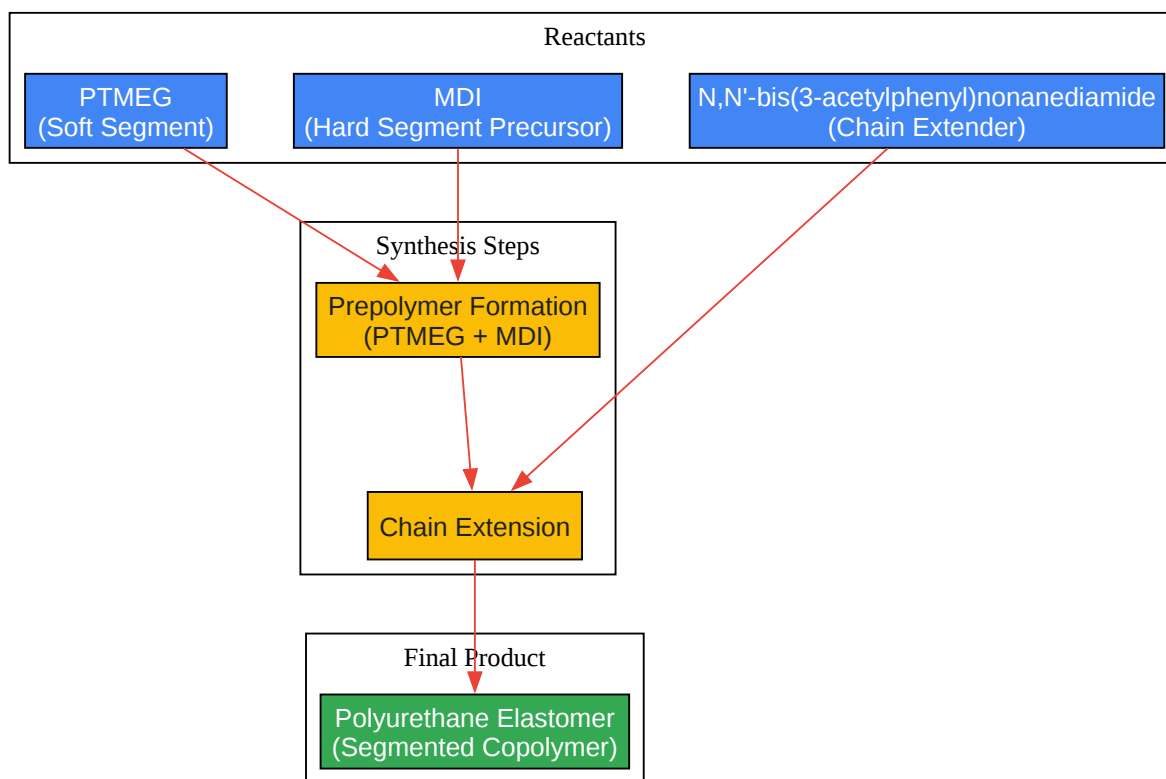 Reactants
PTMEG
(Soft Segment)
MDI
(Hard Segment Precursor)
N,N'-bis(3-acetylphenyl)nonanediamide
(Chain Extender)
Synthesis Steps
Prepolymer Formation
(PTMEG + MDI)
Chain Extension
Final Product
Polyurethane Elastomer
(Segmented Copolymer)